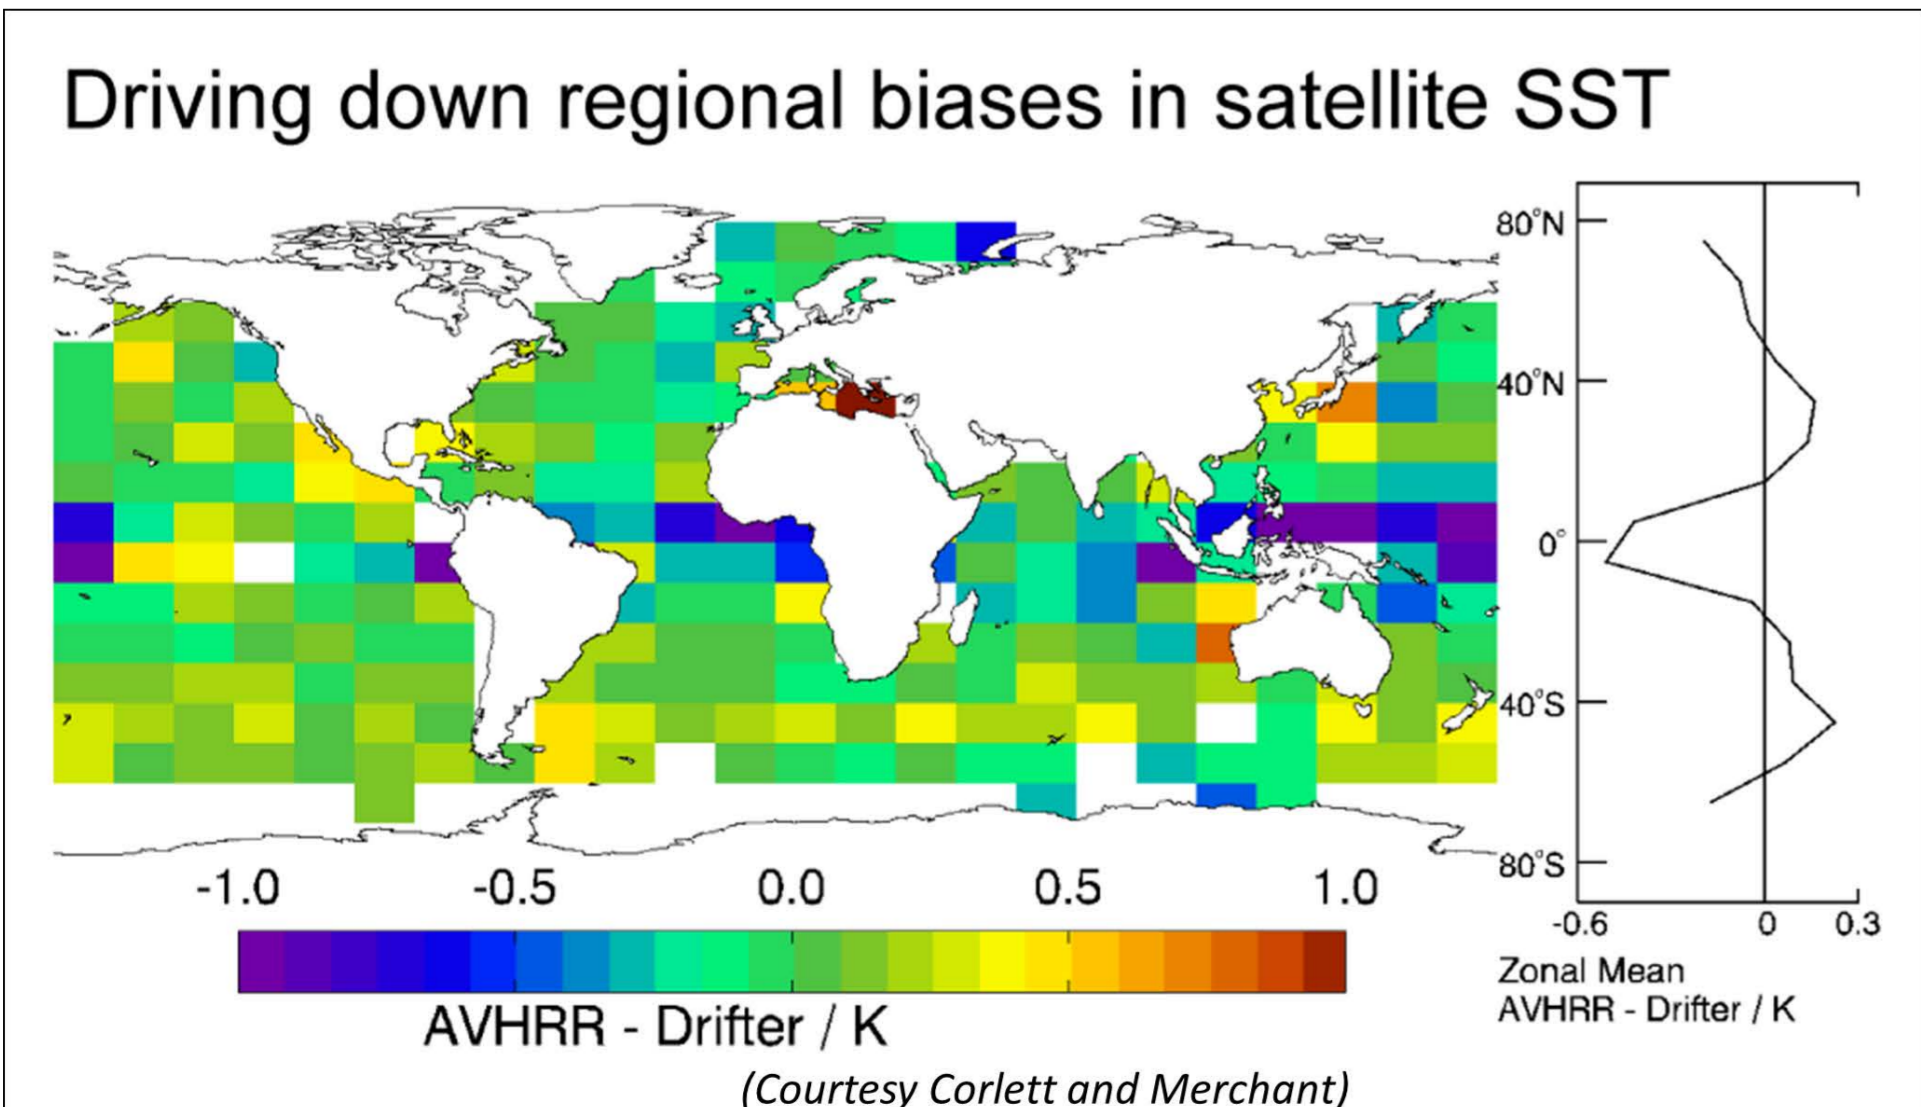 Driving down regional biases in satellite SST
80°N
40°N
0°
40°S
80°S
-1.0 -0.5 0.0 0.5 1.0
-0.6 0 0.3
AVHRR - Drifter / K
Zonal Mean
AVHRR - Drifter / K
(Courtesy Corlett and Merchant)